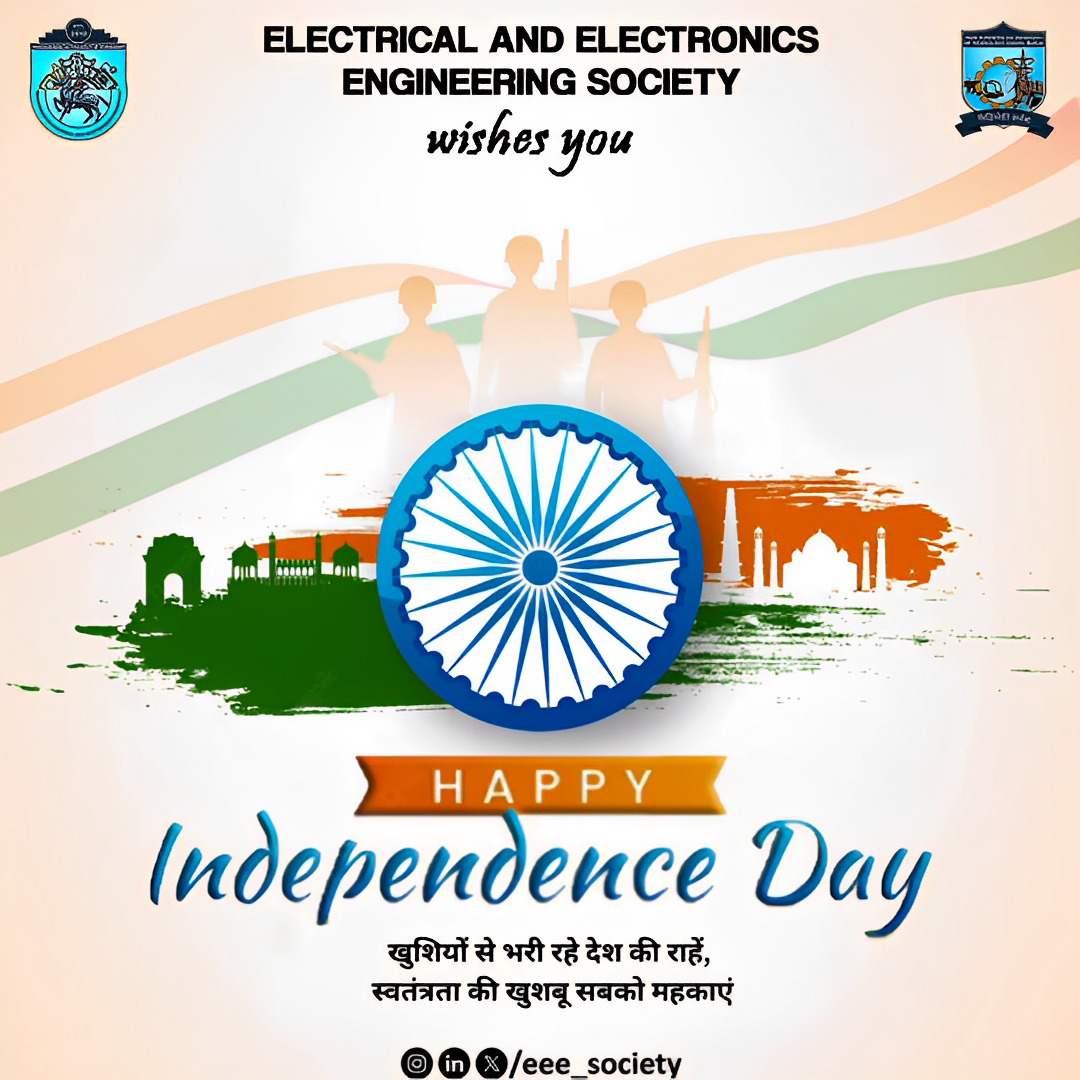 ELECTRICAL AND ELECTRONICS
ENGINEERING SOCIETY
wishes you
HAPPY
Independence Day
खुशियों से भरी रहे देश की राहें,
स्वतंत्रता की खुशबू सबको महकाएं
/eee_society